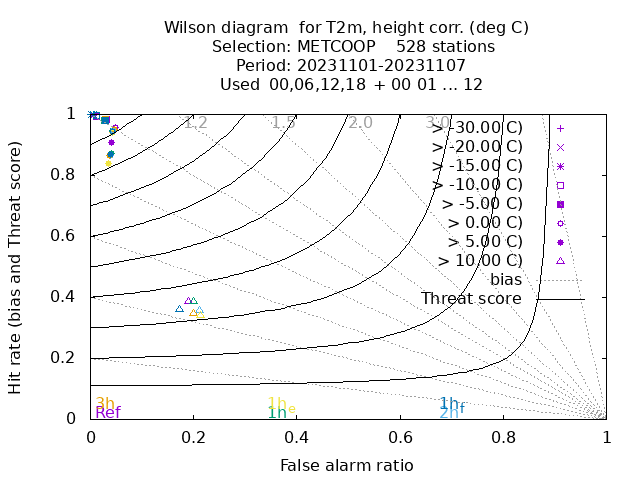 Wilson diagram  for T2m, height corr. (deg C)
Selection: METCOOP    528 stations
Period: 20231101-20231107
Used  00,06,12,18  + 00 01 ... 12
Hit rate (bias and Threat score)
1
0.8
0.6
0.4
0.2
0
1.2
1.5
2.0
3.0
> -30.00 C)
> -20.00 C)
> -15.00 C)
> -10.00 C)
> -5.00 C)
> 0.00 C)
> 5.00 C)
> 10.00 C)
bias
Threat score
3h
Ref
1he
1h
1hf
2h
0
0.2
0.4
0.6
0.8
1
False alarm ratio